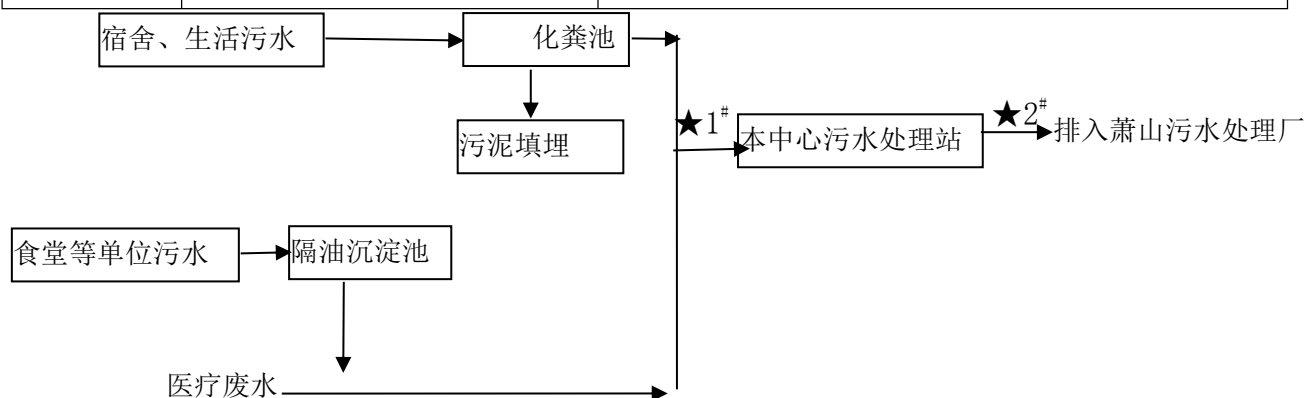 宿舍、生活污水
化粪池
★1#
★2#
污泥填埋
本中心污水处理站
排入萧山污水处理厂
食堂等单位污水
隔油沉淀池
医疗废水